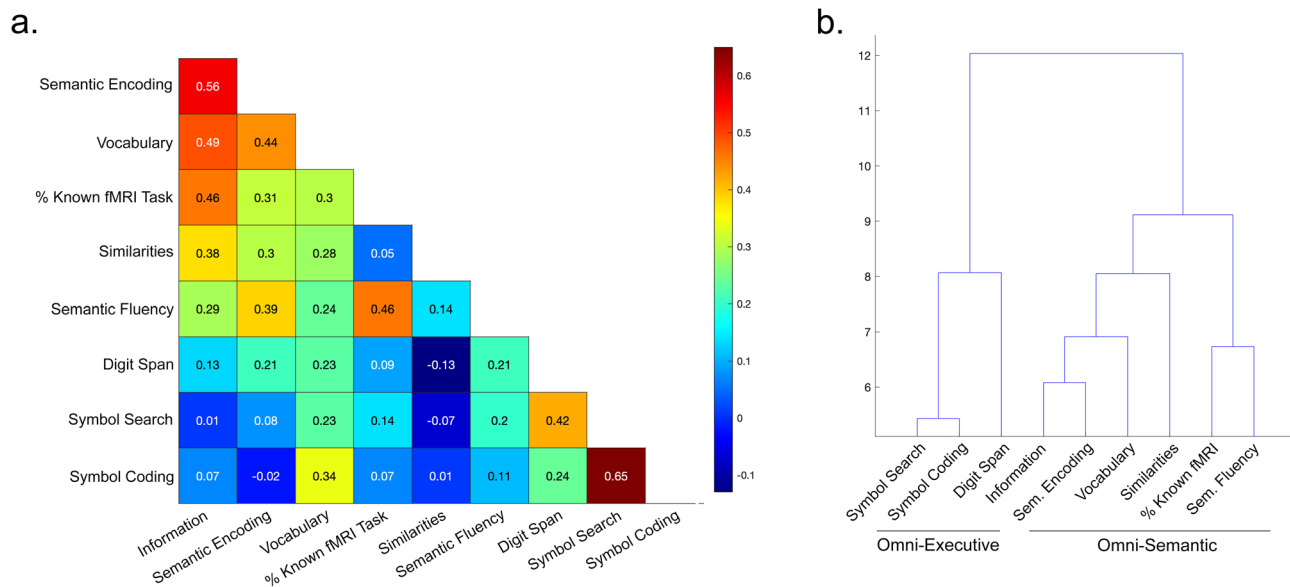 a.
Semantic Encoding 0.56
Vocabulary 0.49 0.44
% Known fMRI Task 0.46 0.31 0.3
Similarities 0.38 0.3 0.28 0.05
Semantic Fluency 0.29 0.39 0.24 0.46 0.14
Digit Span 0.13 0.21 0.23 0.09 -0.13 0.21
Symbol Search 0.01 0.08 0.23 0.14 -0.07 0.2 0.42
Symbol Coding 0.07 -0.02 0.34 0.07 0.01 0.11 0.24 0.65
Information
Semantic Encoding
Vocabulary
% Known fMRI Task
Similarities
Semantic Fluency
Digit Span
Symbol Search
Symbol Coding
0.6
0.5
0.4
0.3
0.2
0.1
0
-0.1
b.
12
11
10
9
8
7
6
Symbol Search
Symbol Coding
Digit Span
Information
Sem. Encoding
Vocabulary
Similarities
% Known fMRI
Sem. Fluency
Omni-Executive
Omni-Semantic